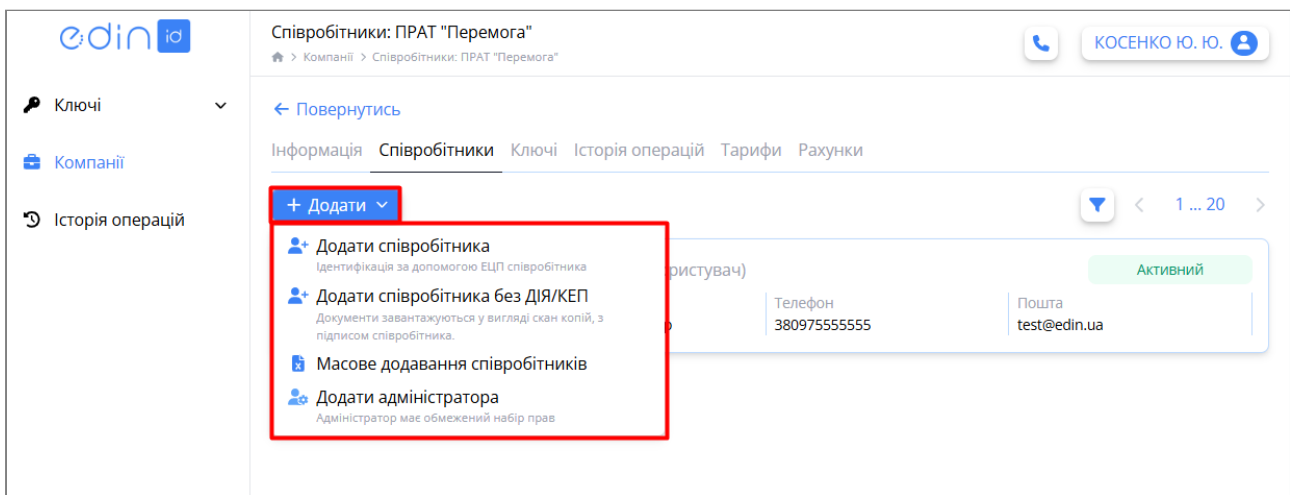 edin id
Співробітники: ПРАТ "Перемога"
Компанії > Співробітники: ПРАТ "Перемога"
КОСЕНКО Ю. Ю.
Ключі
Компанії
Історія операцій
← Повернутись
Інформація Співробітники Ключі Історія операцій Тарифи Рахунки
+ Додати
< 1 ... 20 >
Додати співробітника
Ідентифікація за допомогою ЕЦП співробітника
Додати співробітника без ДІЯ/КЕП
Документи завантажуються у вигляді скан копій, з
підписом співробітника.
Масове додавання співробітників
Додати адміністратора
Адміністратор має обмежений набір прав
Активний
Телефон
380975555555
Пошта
test@edin.ua